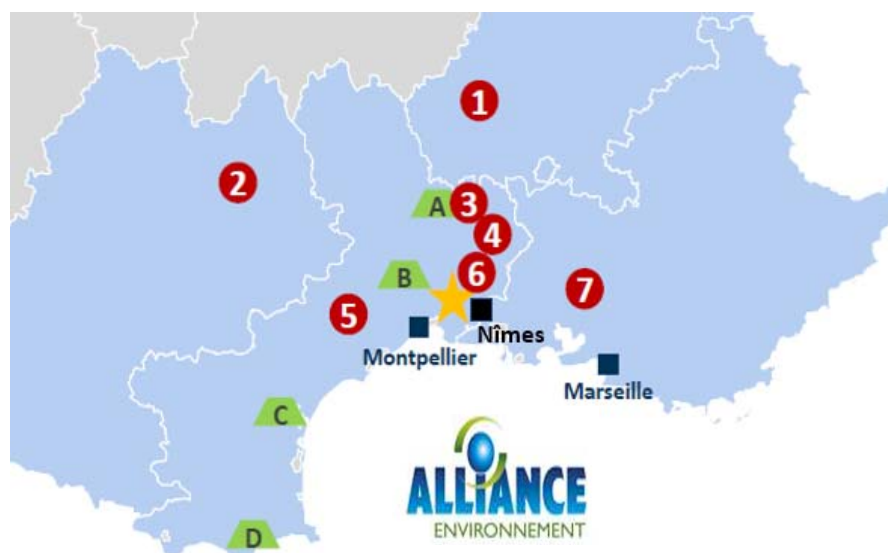 1
2
A 3
4
B 6
7
5
Nîmes
Montpellier
Marseille
C
ALLiANCE
ENVIRONNEMENT
D